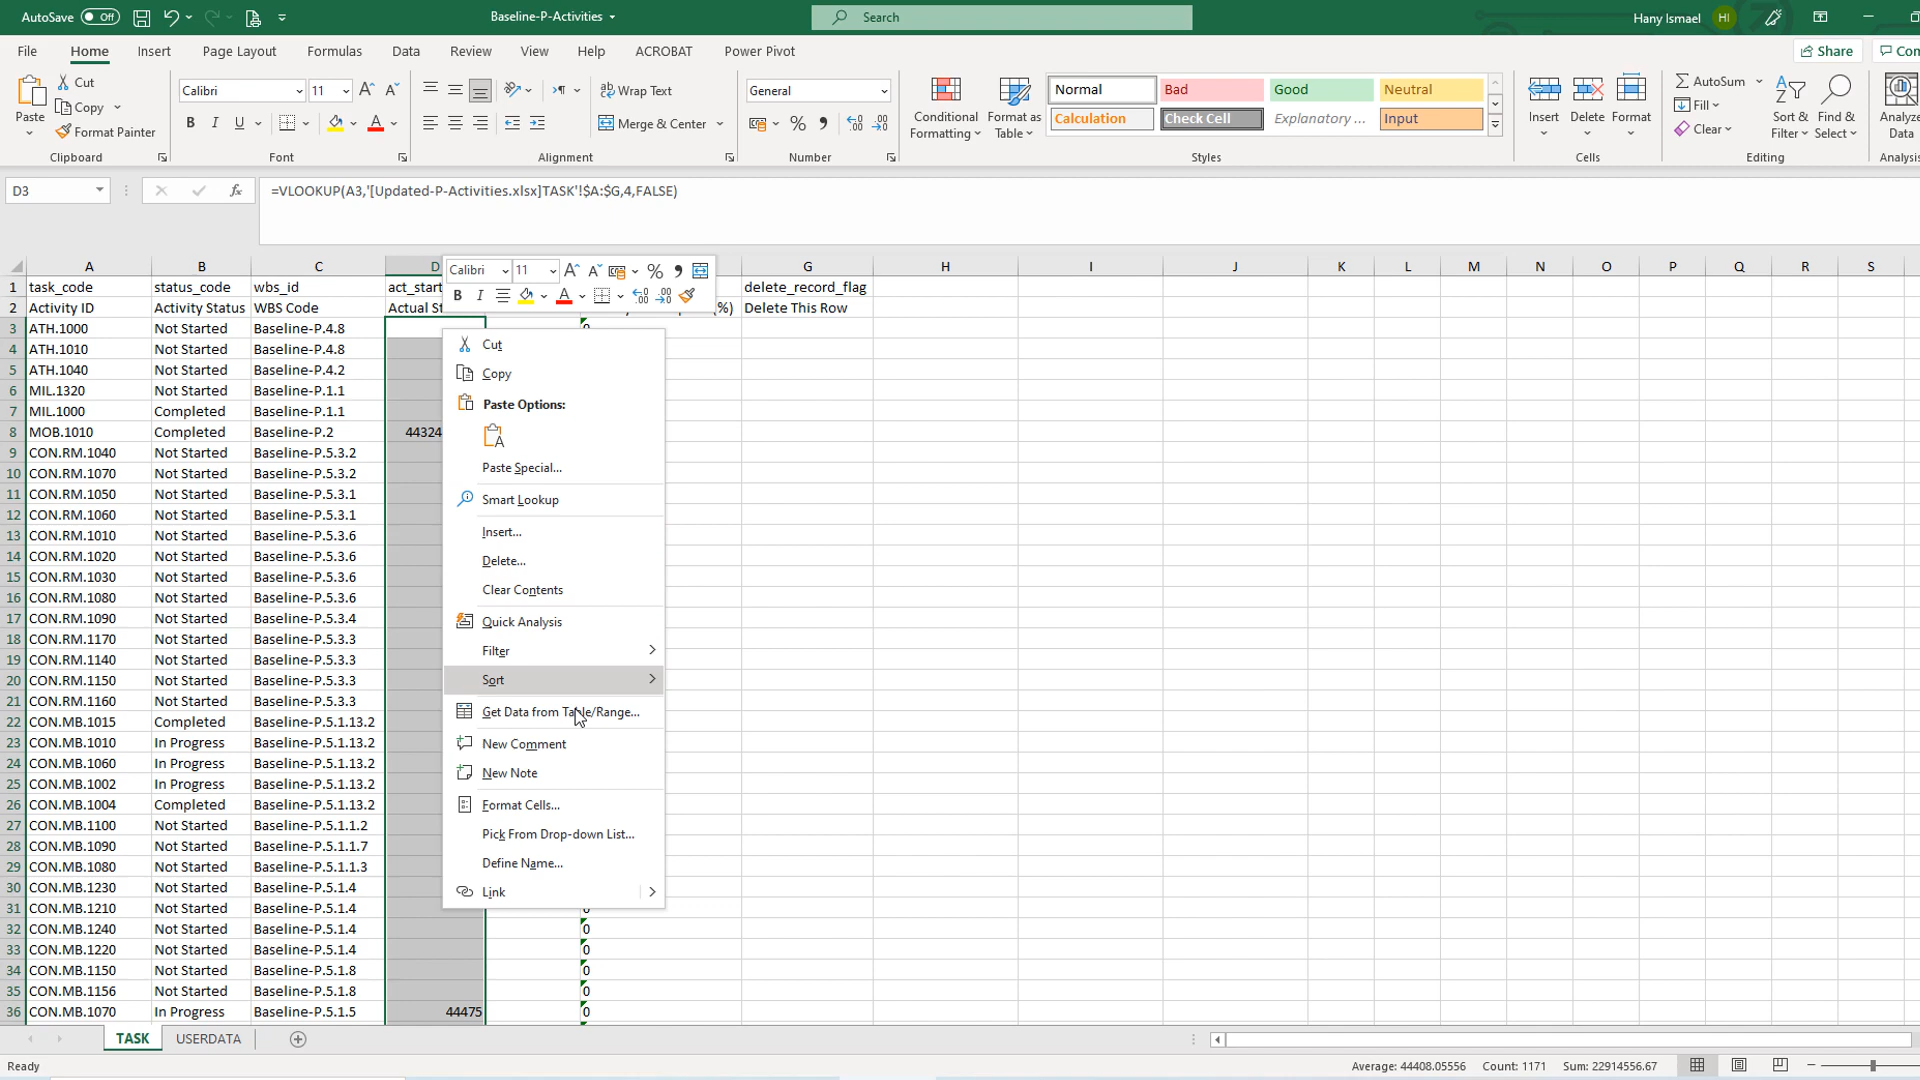 AutoSave Off Baseline-P-Activities Search Hany Ismael HI
File Home Insert Page Layout Formulas Data Review View Help ACROBAT Power Pivot Share Com
Paste Cut Copy Format Painter Clipboard
Calibri 11 B I U Font
Wrap Text Merge & Center Alignment
General % Number
Conditional Formatting Format as Table Normal Bad Good Neutral
Calculation Check Cell Explanatory ... Input Styles
Insert Delete Format Cells
AutoSum Fill Clear Sort & Filter Find & Select Editing
Analyze Data Analysis
D3 fx =VLOOKUP(A3,'[Updated-P-Activities.xlsx]TASK'!$A:$G,4,FALSE)
A B C D G H I J K L M N O P Q R S
Calibri 11 A A %
B I A
1 task_code status_code wbs_id act_start delete_record_flag
2 Activity ID Activity Status WBS Code Actual St (%) Delete This Row
3 ATH.1000 Not Started Baseline-P.4.8 0
4 ATH.1010 Not Started Baseline-P.4.8
5 ATH.1040 Not Started Baseline-P.4.2
6 MIL.1320 Not Started Baseline-P.1.1
7 MIL.1000 Completed Baseline-P.1.1
8 MOB.1010 Completed Baseline-P.2 44324
9 CON.RM.1040 Not Started Baseline-P.5.3.2
10 CON.RM.1070 Not Started Baseline-P.5.3.2
11 CON.RM.1050 Not Started Baseline-P.5.3.1
12 CON.RM.1060 Not Started Baseline-P.5.3.1
13 CON.RM.1010 Not Started Baseline-P.5.3.6
14 CON.RM.1020 Not Started Baseline-P.5.3.6
15 CON.RM.1030 Not Started Baseline-P.5.3.6
16 CON.RM.1080 Not Started Baseline-P.5.3.6
17 CON.RM.1090 Not Started Baseline-P.5.3.4
18 CON.RM.1170 Not Started Baseline-P.5.3.3
19 CON.RM.1140 Not Started Baseline-P.5.3.3
20 CON.RM.1150 Not Started Baseline-P.5.3.3
21 CON.RM.1160 Not Started Baseline-P.5.3.3
22 CON.MB.1015 Completed Baseline-P.5.1.13.2
23 CON.MB.1010 In Progress Baseline-P.5.1.13.2
24 CON.MB.1060 In Progress Baseline-P.5.1.13.2
25 CON.MB.1002 In Progress Baseline-P.5.1.13.2
26 CON.MB.1004 Completed Baseline-P.5.1.13.2
27 CON.MB.1100 Not Started Baseline-P.5.1.1.2
28 CON.MB.1090 Not Started Baseline-P.5.1.1.7
29 CON.MB.1080 Not Started Baseline-P.5.1.1.3
30 CON.MB.1230 Not Started Baseline-P.5.1.4
31 CON.MB.1210 Not Started Baseline-P.5.1.4 0
32 CON.MB.1240 Not Started Baseline-P.5.1.4 0
33 CON.MB.1220 Not Started Baseline-P.5.1.4 0
34 CON.MB.1150 Not Started Baseline-P.5.1.8 0
35 CON.MB.1156 Not Started Baseline-P.5.1.8 0
36 CON.MB.1070 In Progress Baseline-P.5.1.5 44475 0
Cut
Copy
Paste Options:
Paste Special...
Smart Lookup
Insert...
Delete...
Clear Contents
Quick Analysis
Filter
Sort
Get Data from Table/Range...
New Comment
New Note
Format Cells...
Pick From Drop-down List...
Define Name...
Link
TASK USERDATA
Ready Average: 44408.05556 Count: 1171 Sum: 22914556.67